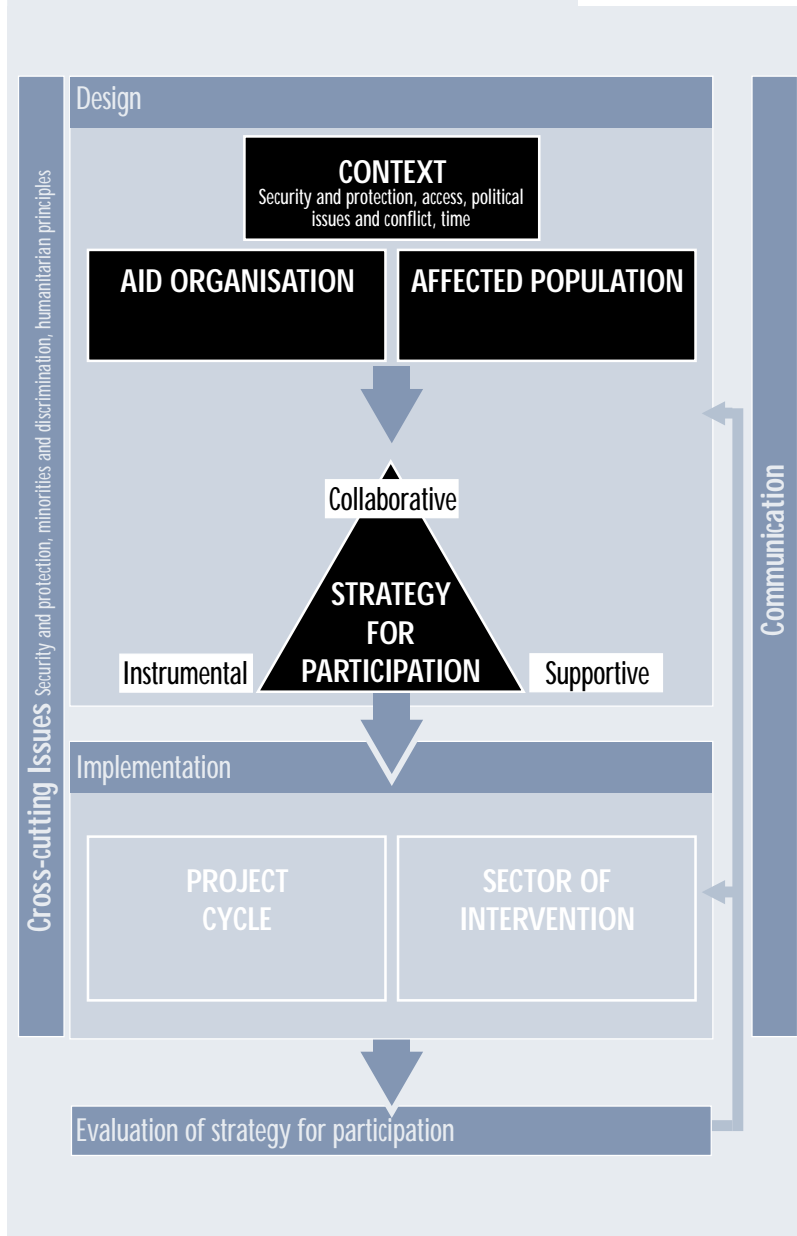 Design
CONTEXT
Security and protection, access, political
issues and conflict, time
AID ORGANISATION
AFFECTED POPULATION
Collaborative
STRATEGY
FOR
PARTICIPATION
Instrumental
Supportive
Implementation
PROJECT
CYCLE
SECTOR OF
INTERVENTION
Evaluation of strategy for participation
Cross-cutting Issues Security and protection, minorities and discrimination, humanitarian principles
Communication